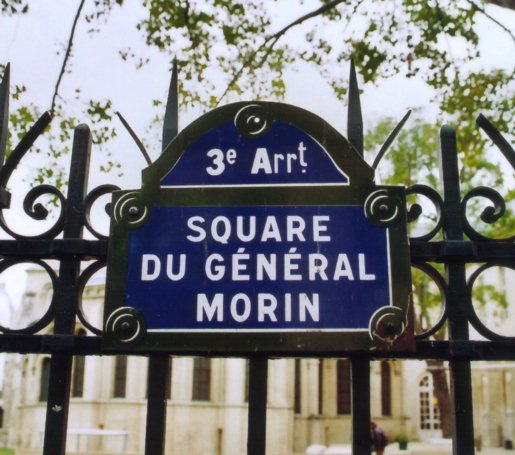 3e Arrt.
SQUARE
DU GÉNÉRAL
MORIN